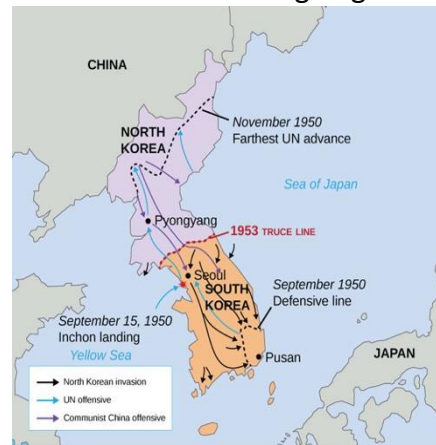 CHINA
November 1950
Farthest UN advance
NORTH
KOREA
Sea of Japan
Pyongyang
1953 TRUCE LINE
Seoul
SOUTH
KOREA
September 1950
Defensive line
September 15, 1950
Inchon landing
Yellow Sea
Pusan
JAPAN
North Korean invasion
UN offensive
Communist China offensive